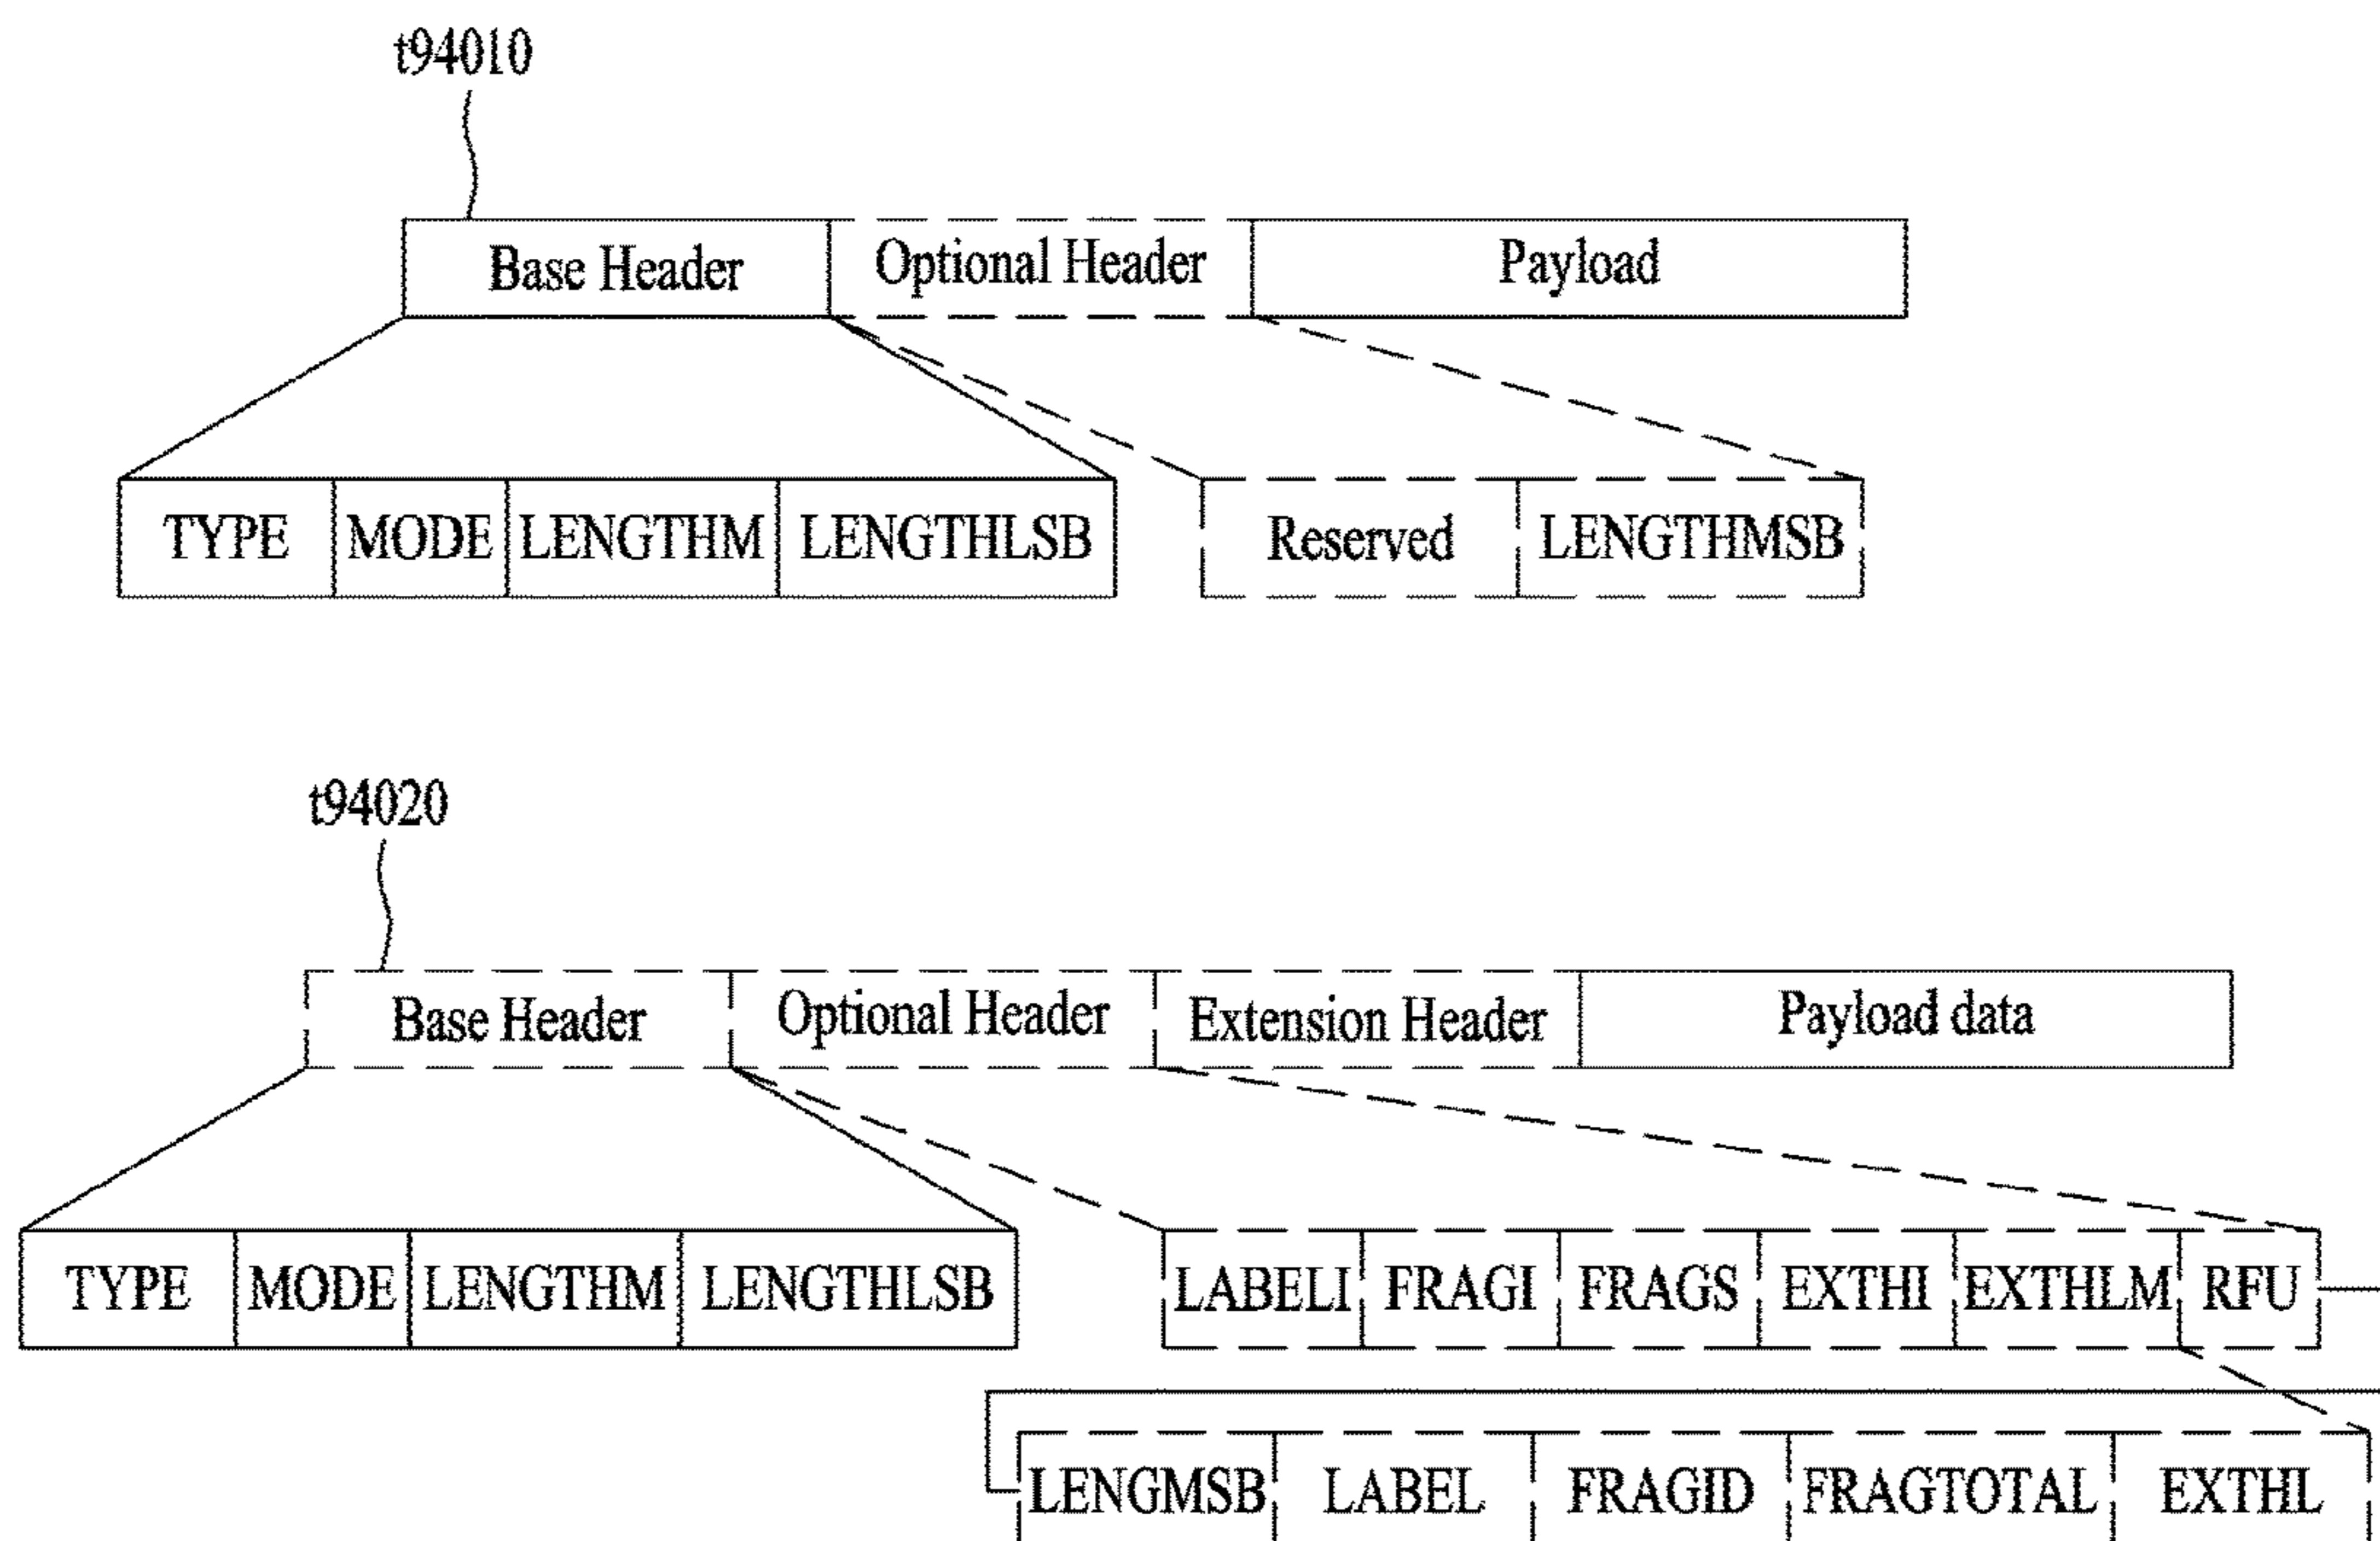 t94010
Base Header Optional Header Payload
TYPE MODE LENGTHM LENGTHLSB Reserved LENGTHMSB
t94020
Base Header Optional Header Extension Header Payload data
TYPE MODE LENGTHM LENGTHLSB LABELI FRAGI FRAGS EXTHI EXTHLM RFU
LENGMSB LABEL FRAGID FRAGTOTAL EXTHL